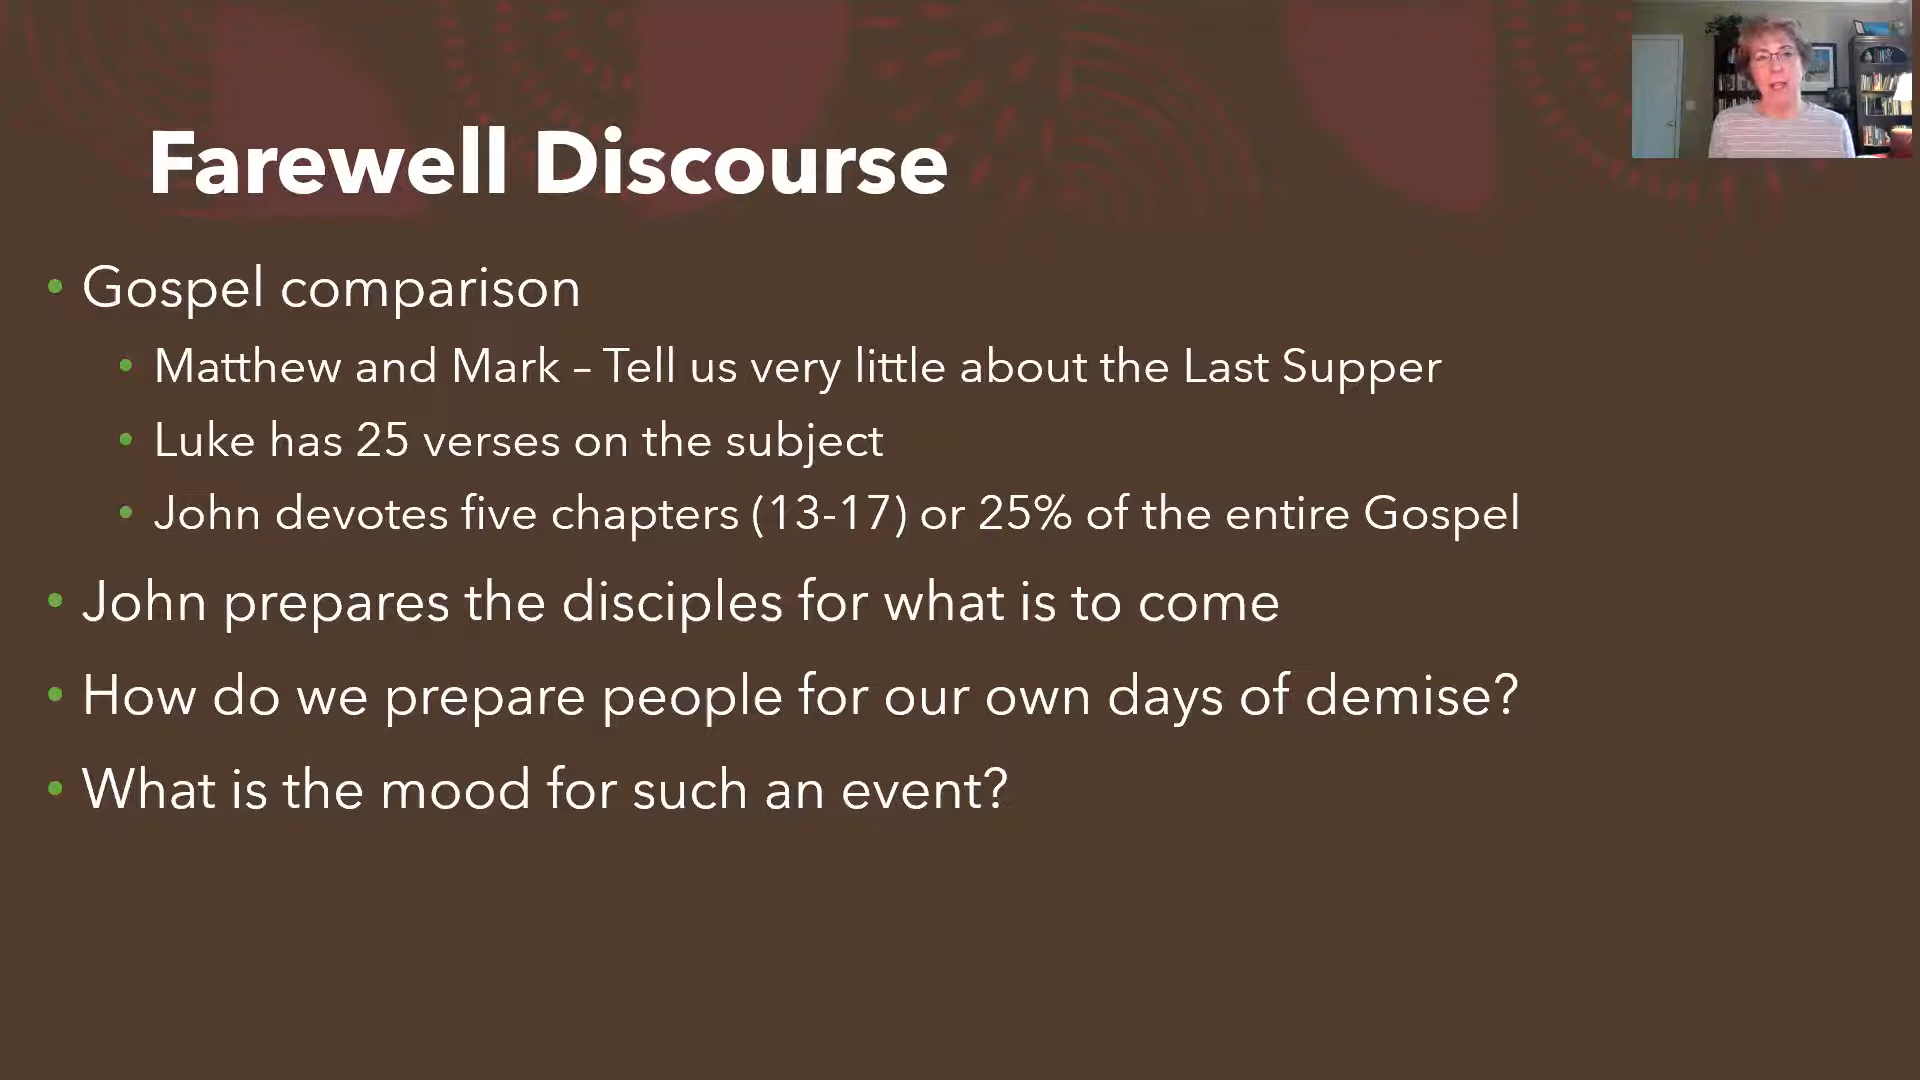 Farewell Discourse
• Gospel comparison
• Matthew and Mark – Tell us very little about the Last Supper
• Luke has 25 verses on the subject
• John devotes five chapters (13-17) or 25% of the entire Gospel
• John prepares the disciples for what is to come
• How do we prepare people for our own days of demise?
• What is the mood for such an event?